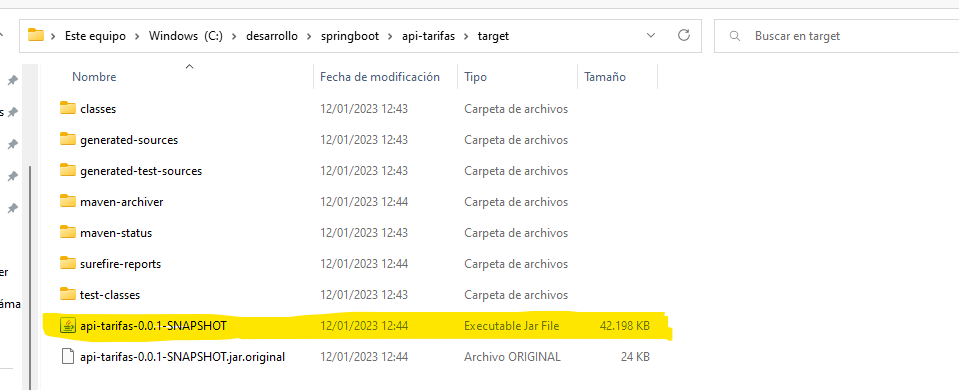 Este equipo > Windows (C:) > desarrollo > springboot > api-tarifas > target
Buscar en target
Nombre Fecha de modificación Tipo Tamaño
classes 12/01/2023 12:43 Carpeta de archivos
generated-sources 12/01/2023 12:43 Carpeta de archivos
generated-test-sources 12/01/2023 12:43 Carpeta de archivos
maven-archiver 12/01/2023 12:44 Carpeta de archivos
maven-status 12/01/2023 12:43 Carpeta de archivos
surefire-reports 12/01/2023 12:44 Carpeta de archivos
test-classes 12/01/2023 12:43 Carpeta de archivos
api-tarifas-0.0.1-SNAPSHOT 12/01/2023 12:44 Executable Jar File 42.198 KB
api-tarifas-0.0.1-SNAPSHOT.jar.original 12/01/2023 12:44 Archivo ORIGINAL 24 KB